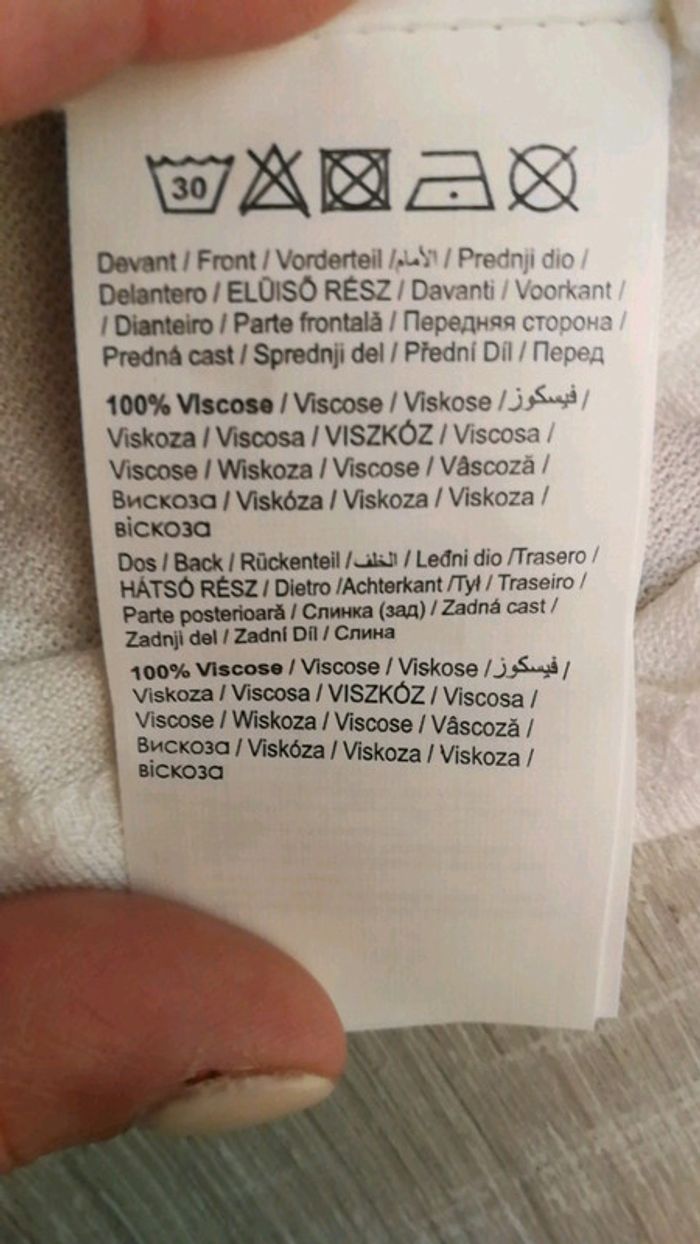 30
Devant / Front / Vorderteil /الأمام / Prednji dio /
Delantero / ELÜISŐ RÉSZ / Davanti / Voorkant /
/ Dianteiro / Parte frontală / Передняя сторона /
Predná cast / Sprednji del / Přední Díl / Перед
100% VIscose / Viscose / Viskose /فيسكوز /
Viskoza / Viscosa / VISZKÓZ / Viscosa /
Viscose / Wiskoza / Viscose / Vâscoză /
Вискоза / Viskóza / Viskoza / Viskoza /
віскоза
Dos / Back / Rückenteil /الخلف / Leđni dio /Trasero /
HÁTSÓ RÉSZ / Dietro /Achterkant /Tył / Traseiro /
Parte posterioară / Слинка (зад) / Zadná cast /
Zadnji del / Zadní Díl / Слина
100% Viscose / Viscose / Viskose /فيسكوز /
Viskoza / Viscosa / VISZKÓZ / Viscosa /
Viscose / Wiskoza / Viscose / Vâscoză /
Вискоза / Viskóza / Viskoza / Viskoza /
віскоза